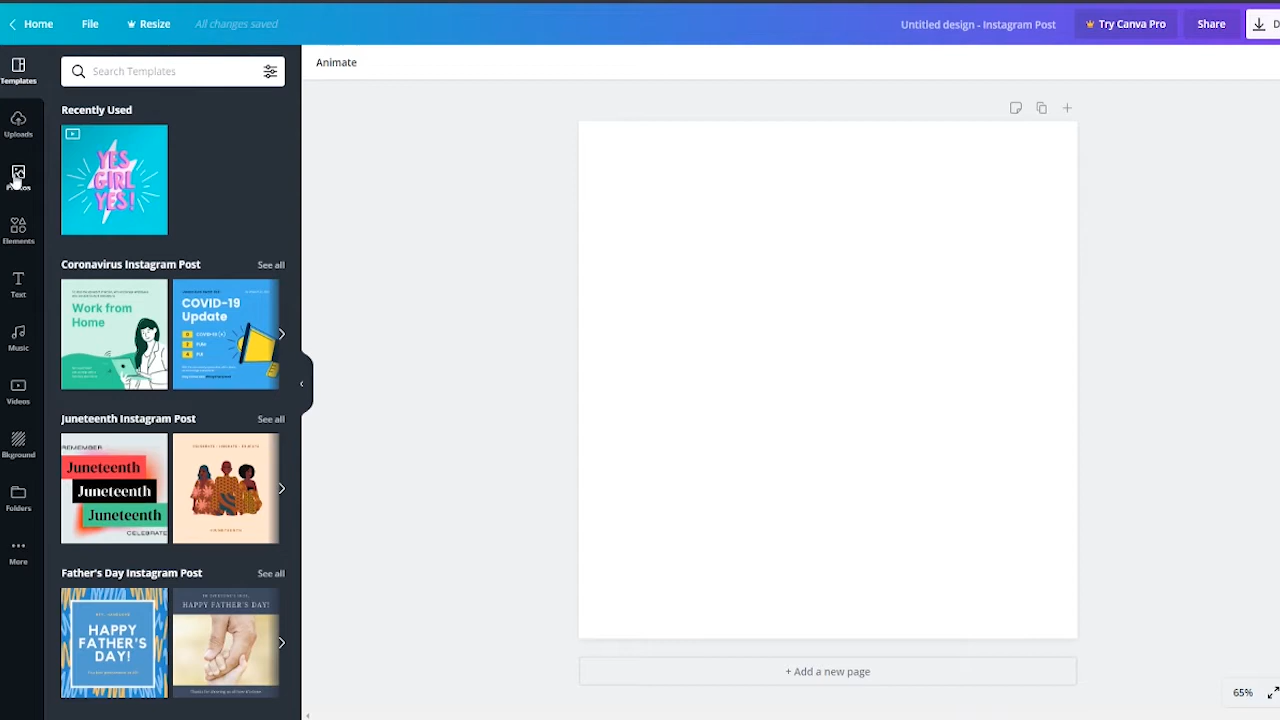 Home File Resize All changes saved Untitled design - Instagram Post Try Canva Pro Share
Templates
Uploads
Photos
Elements
Text
Music
Videos
Bkground
Folders
More
Search Templates
Recently Used
YES
GIRL
YES!
Coronavirus Instagram Post See all
Work from
Home
COVID-19
Update
Juneteenth Instagram Post See all
REMEMBER
Juneteenth
Juneteenth
Juneteenth
CELEBRATE
Father's Day Instagram Post See all
HAPPY
FATHER'S
DAY!
HAPPY FATHER'S DAY!
Animate
+ Add a new page
65%